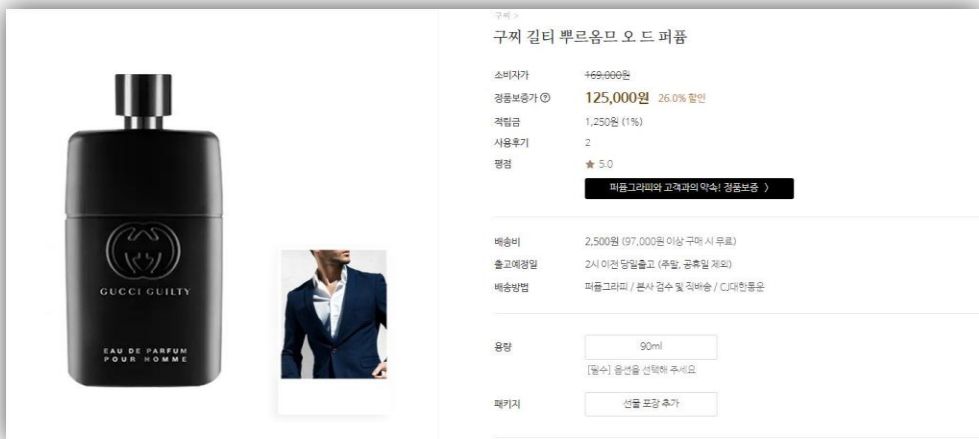 구찌 >
구찌 길티 뿌르옴므 오 드 퍼퓸
소비자가 169,000원
정품보증가 ? 125,000원 26.0% 할인
적립금 1,250원 (1%)
사용후기 2
평점 ★ 5.0
퍼퓸그라피와 고객과의 약속! 정품보증 〉
배송비 2,500원 (97,000원 이상 구매 시 무료)
출고예정일 2시 이전 당일출고 (주말, 공휴일 제외)
배송방법 퍼퓸그라피 / 본사 검수 및 직배송 / CJ대한통운
용량 90ml
[필수] 옵션을 선택해 주세요
패키지 선물 포장 추가
GUCCI GUILTY
EAU DE PARFUM
POUR HOMME